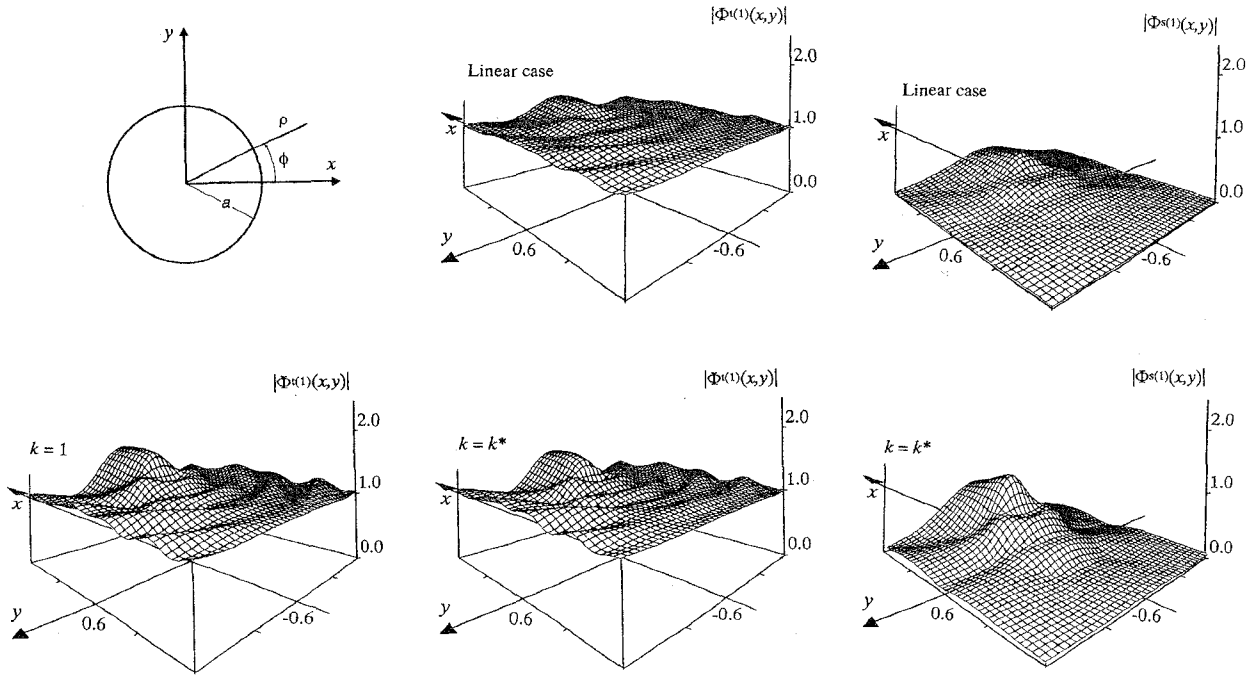 y
ρ
ϕ
x
a
|Φt(1)(x,y)|
2.0
Linear case
x
1.0
0.0
y
0.6
-0.6
|Φs(1)(x,y)|
2.0
Linear case
x
1.0
0.0
y
0.6
-0.6
|Φt(1)(x,y)|
2.0
k = 1
x
1.0
0.0
y
0.6
-0.6
|Φt(1)(x,y)|
2.0
k = k*
x
1.0
0.0
y
0.6
-0.6
|Φs(1)(x,y)|
2.0
k = k*
x
1.0
0.0
y
0.6
-0.6